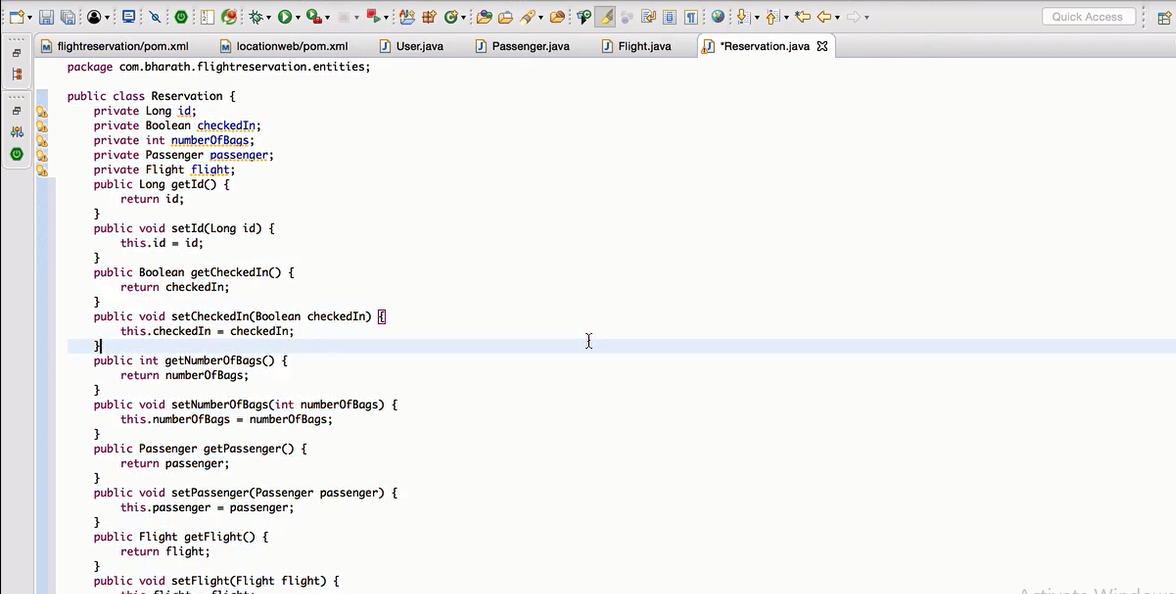 Quick Access
flightreservation/pom.xml
locationweb/pom.xml
User.java
Passenger.java
Flight.java
*Reservation.java
package com.bharath.flightreservation.entities;
public class Reservation {
private Long id;
private Boolean checkedIn;
private int numberOfBags;
private Passenger passenger;
private Flight flight;
public Long getId() {
return id;
}
public void setId(Long id) {
this.id = id;
}
public Boolean getCheckedIn() {
return checkedIn;
}
public void setCheckedIn(Boolean checkedIn) {
this.checkedIn = checkedIn;
}
public int getNumberOfBags() {
return numberOfBags;
}
public void setNumberOfBags(int numberOfBags) {
this.numberOfBags = numberOfBags;
}
public Passenger getPassenger() {
return passenger;
}
public void setPassenger(Passenger passenger) {
this.passenger = passenger;
}
public Flight getFlight() {
return flight;
}
public void setFlight(Flight flight) {
this.flight = flight;
Activate Windows